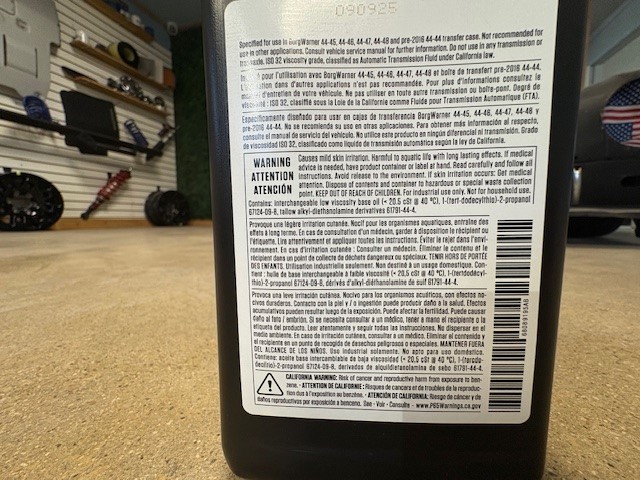 090925
Specified for use in BorgWarner 44-45, 44-46, 44-47, 44-48 and pre-2016 44-44 transfer case. Not recommended for
use in other applications. Consult vehicle service manual for further information. Do not use in any transmission or
transaxle. ISO 32 viscosity grade, classified as Automatic Transmission Fluid under California law.
pour l'utilisation avec BorgWarner 44-45, 44-46, 44-47, 44-48 et boîte de transfert pre-2016 44-44.
L'utilisation dans d'autres applications n'est pas recommandée. Pour plus d'informations consultez le
manuel d'entretien de votre véhicule. Ne pas utiliser en toute autre transmission ou boîte-pont. Degré de
viscosité : ISO 32, classifié sous la Loie de la Californie comme Fluide pour Transmission Automatique (FTA).
Específicamente diseñado para usar en cajas de transferencia BorgWarner 44-45, 44-46, 44-47, 44-48 y
pre-2016 44-44. No se recomienda su uso en otras aplicaciones. Para obtener más información al respecto,
consulte el manual de servicio del vehículo. No utilice este producto en ningún diferencial ni transmisión. Grado
de viscosidad ISO 32, clasificado como fluido de transmisión automática según la ley de California.
WARNING
ATTENTION
ATENCIÓN
Causes mild skin irritation. Harmful to aquatic life with long lasting effects. If medical
advice is needed, have product container or label at hand. Read carefully and follow all
instructions. Avoid release to the environment. If skin irritation occurs: Get medical
attention. Dispose of contents and container to hazardous or special waste collection
point. KEEP OUT OF REACH OF CHILDREN. For industrial use only. Not for household use.
Contains: interchangeable low viscosity base oil (< 20,5 cSt @ 40 °C), 1-(tert-dodecylthio)-2-propanol
67124-09-8, tallow alkyl-diethanolamine derivatives 61791-44-4.
Provoque une légère irritation cutanée. Nocif pour les organismes aquatiques, entraîne des
effets à long terme. En cas de consultation d'un médecin, garder à disposition le récipient ou
l'étiquette. Lire attentivement et appliquer toutes les instructions. Éviter le rejet dans l'envi-
ronnement. En cas d'irritation cutanée : Consulter un médecin. Éliminer le contenu et le
récipient dans un point de collecte de déchets dangereux ou spéciaux. TENIR HORS DE PORTÉE
DES ENFANTS. Utilisation industrielle seulement. Non destiné à un usage domestique. Con-
tient : huile de base interchangeable à faible viscosité (< 20,5 cSt @ 40 °C), 1-(tertdodécyl-
thio)-2-propanol 67124-09-8, dérivés d'alkyl-diéthanolamine de suif 61791-44-4.
Provoca una leve irritación cutánea. Nocivo para los organismos acuáticos, con efectos no-
civos duraderos. Contacto con la piel y / o ingestión puede producir daño a la salud. Efectos
acumulativos pueden resultar luego de la exposición. Puede afectar la fertilidad. Puede causar
daño al feto / embrión. Si se necesita consultar a un médico, tener a mano el recipiente o la
etiqueta del producto. Leer atentamente y seguir todas las instrucciones. No dispersar en el
medio ambiente. En caso de irritación cutánea, consultar a un médico. Eliminar el contenido y
el recipiente en un punto de recogida de desechos peligrosos o especiales. MANTENER FUERA
DEL ALCANCE DE LOS NIÑOS. Uso industrial solamente. No apto para uso doméstico.
Contiene: aceite base intercambiable de baja viscosidad (< 20,5 cSt @ 40 °C), 1-(tercdo-
decíltio)-2-propanol 67124-09-8, derivados de alquildietanolamina de sebo 61791-44-4.
CALIFORNIA WARNING: Risk of cancer and reproductive harm from exposure to ben-
zene. • ATTENTION DE CALIFORNIE: Risques de cancers et de troubles de la reproduc-
tion dus à l'exposition au benzène. • ATENCIÓN DE CALIFORNIA: Riesgo de cáncer y de
daños reproductivos por exposición a benceno. See - Voir - Consulte - www.P65Warnings.ca.gov